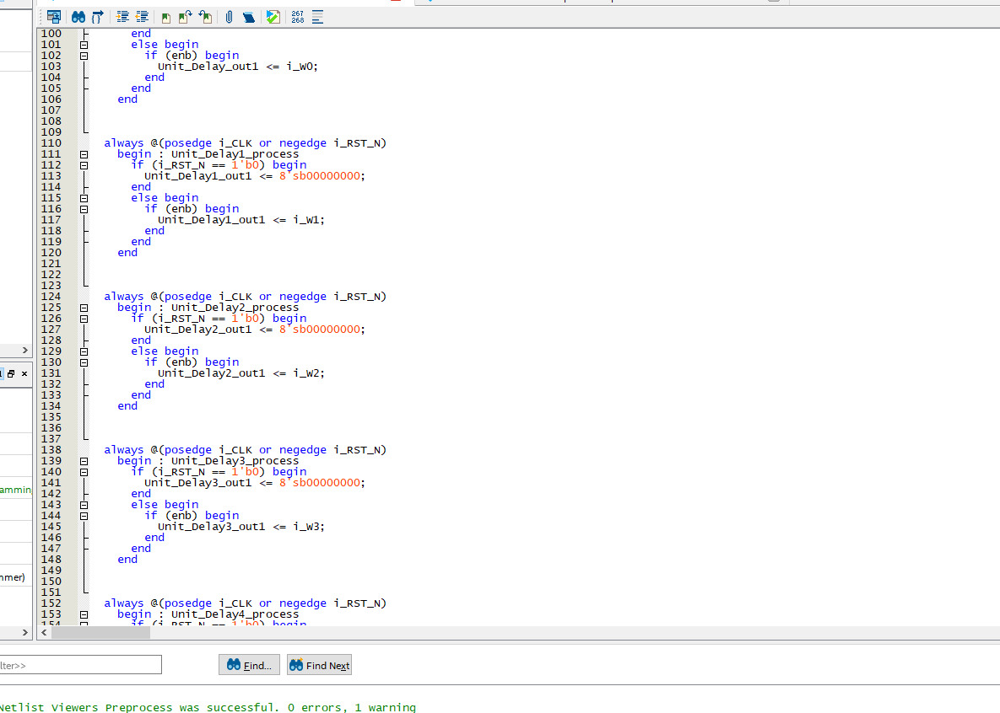 267
268
100 end
101 else begin
102 if (enb) begin
103 Unit_Delay_out1 <= i_W0;
104 end
105 end
106 end
107
108
109
110 always @(posedge i_CLK or negedge i_RST_N)
111 begin : Unit_Delay1_process
112 if (i_RST_N == 1'b0) begin
113 Unit_Delay1_out1 <= 8'sb00000000;
114 end
115 else begin
116 if (enb) begin
117 Unit_Delay1_out1 <= i_W1;
118 end
119 end
120 end
121
122
123
124 always @(posedge i_CLK or negedge i_RST_N)
125 begin : Unit_Delay2_process
126 if (i_RST_N == 1'b0) begin
127 Unit_Delay2_out1 <= 8'sb00000000;
128 end
129 else begin
130 if (enb) begin
131 Unit_Delay2_out1 <= i_W2;
132 end
133 end
134 end
135
136
137
138 always @(posedge i_CLK or negedge i_RST_N)
139 begin : Unit_Delay3_process
140 if (i_RST_N == 1'b0) begin
141 Unit_Delay3_out1 <= 8'sb00000000;
142 end
143 else begin
144 if (enb) begin
145 Unit_Delay3_out1 <= i_W3;
146 end
147 end
148 end
149
150
151
152 always @(posedge i_CLK or negedge i_RST_N)
153 begin : Unit_Delay4_process
154 if (i_RST_N == 1'b0) begin
amming
mmer)
lter>>
Find...
Find Next
Netlist Viewers Preprocess was successful. 0 errors, 1 warning